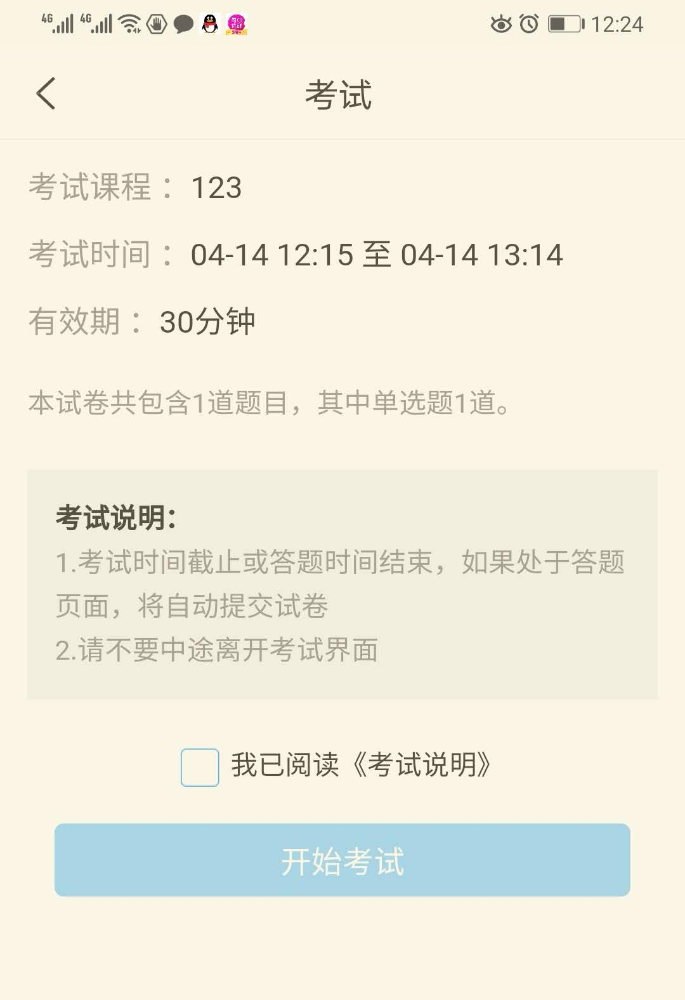 4G 4G 12:24
考试
考试课程： 123
考试时间： 04-14 12:15 至 04-14 13:14
有效期： 30分钟
本试卷共包含1道题目，其中单选题1道。
考试说明：
1.考试时间截止或答题时间结束，如果处于答题
页面，将自动提交试卷
2.请不要中途离开考试界面
我已阅读《考试说明》
开始考试